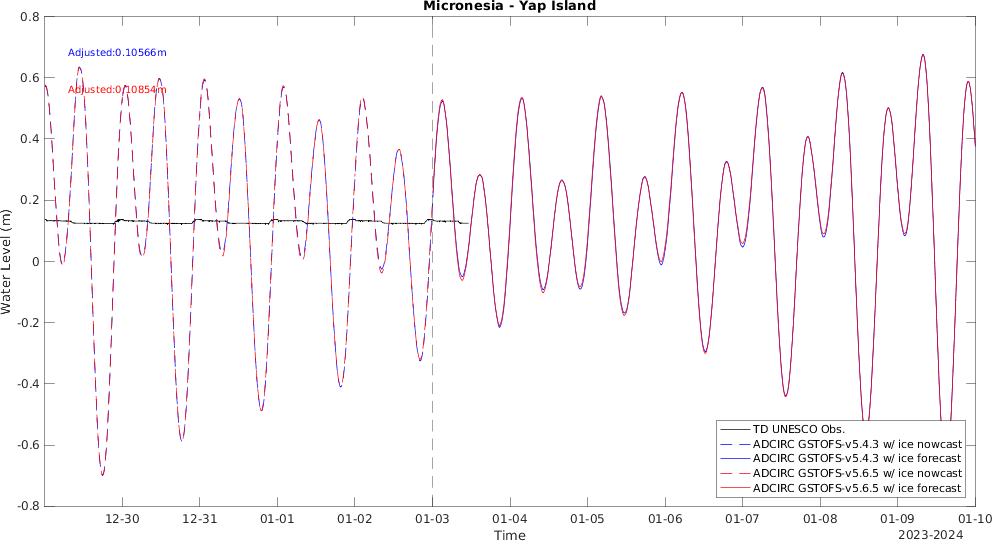 Micronesia - Yap Island
Adjusted:0.10566m
Adjusted:0.10854m
Water Level (m)
0.8
0.6
0.4
0.2
0
-0.2
-0.4
-0.6
-0.8
TD UNESCO Obs.
ADCIRC GSTOFS-v5.4.3 w/ ice nowcast
ADCIRC GSTOFS-v5.4.3 w/ ice forecast
ADCIRC GSTOFS-v5.6.5 w/ ice nowcast
ADCIRC GSTOFS-v5.6.5 w/ ice forecast
12-30 12-31 01-01 01-02 01-03 01-04 01-05 01-06 01-07 01-08 01-09 01-10
Time
2023-2024